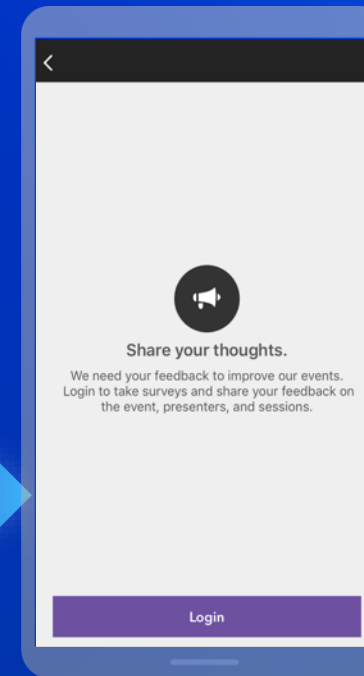 Share your thoughts.
We need your feedback to improve our events.
Login to take surveys and share your feedback on
the event, presenters, and sessions.
Login